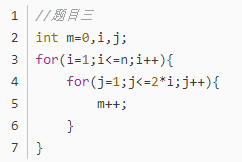 1 //题目三
2 int m=0,i,j;
3 for(i=1;i<=n;i++){
4     for(j=1;j<=2*i;j++){
5         m++;
6     }
7 }